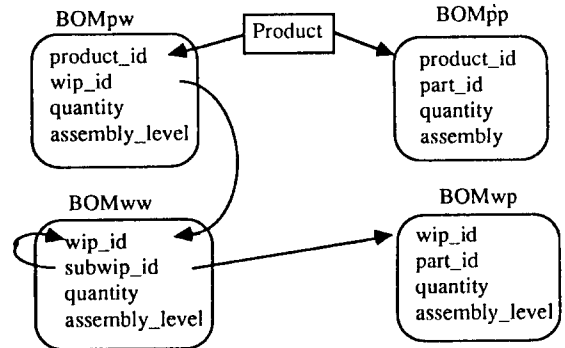 BOMpw
product_id
wip_id
quantity
assembly_level
Product
BOMpp
product_id
part_id
quantity
assembly
BOMww
wip_id
subwip_id
quantity
assembly_level
BOMwp
wip_id
part_id
quantity
assembly_level